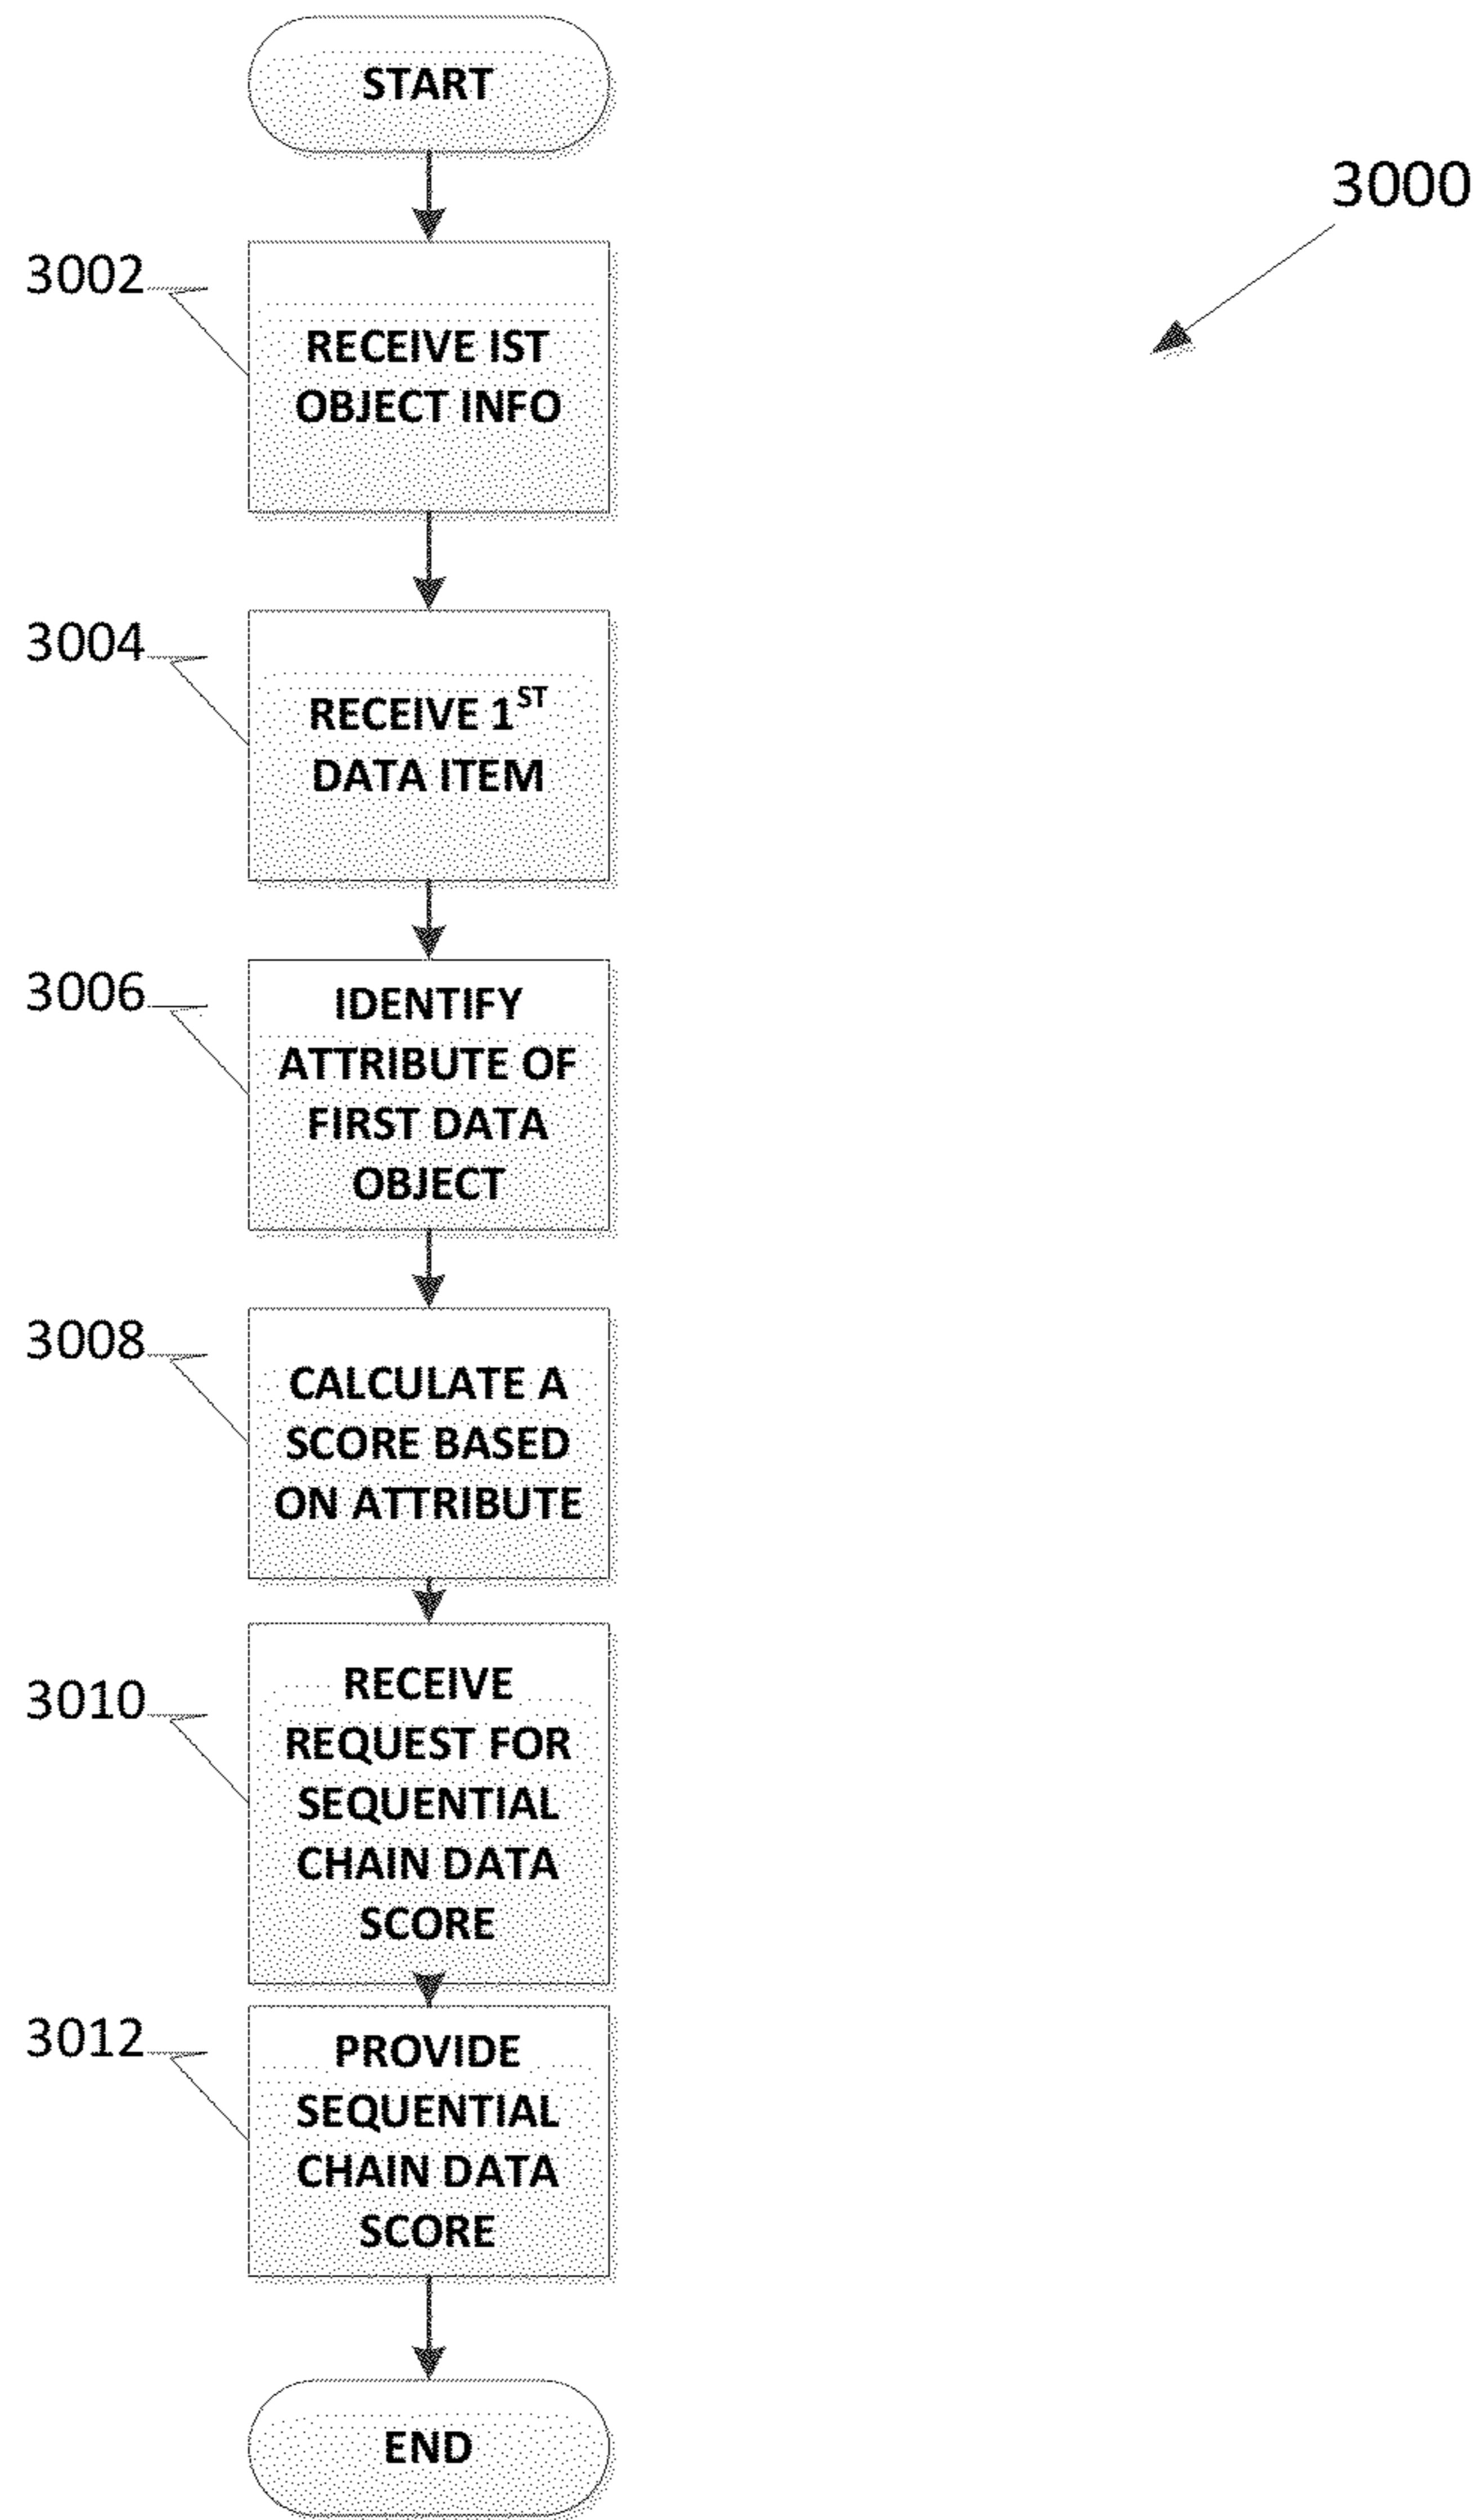 START
3000
3002
RECEIVE IST
OBJECT INFO
3004
RECEIVE 1ST
DATA ITEM
3006
IDENTIFY
ATTRIBUTE OF
FIRST DATA
OBJECT
3008
CALCULATE A
SCORE BASED
ON ATTRIBUTE
3010
RECEIVE
REQUEST FOR
SEQUENTIAL
CHAIN DATA
SCORE
3012
PROVIDE
SEQUENTIAL
CHAIN DATA
SCORE
END